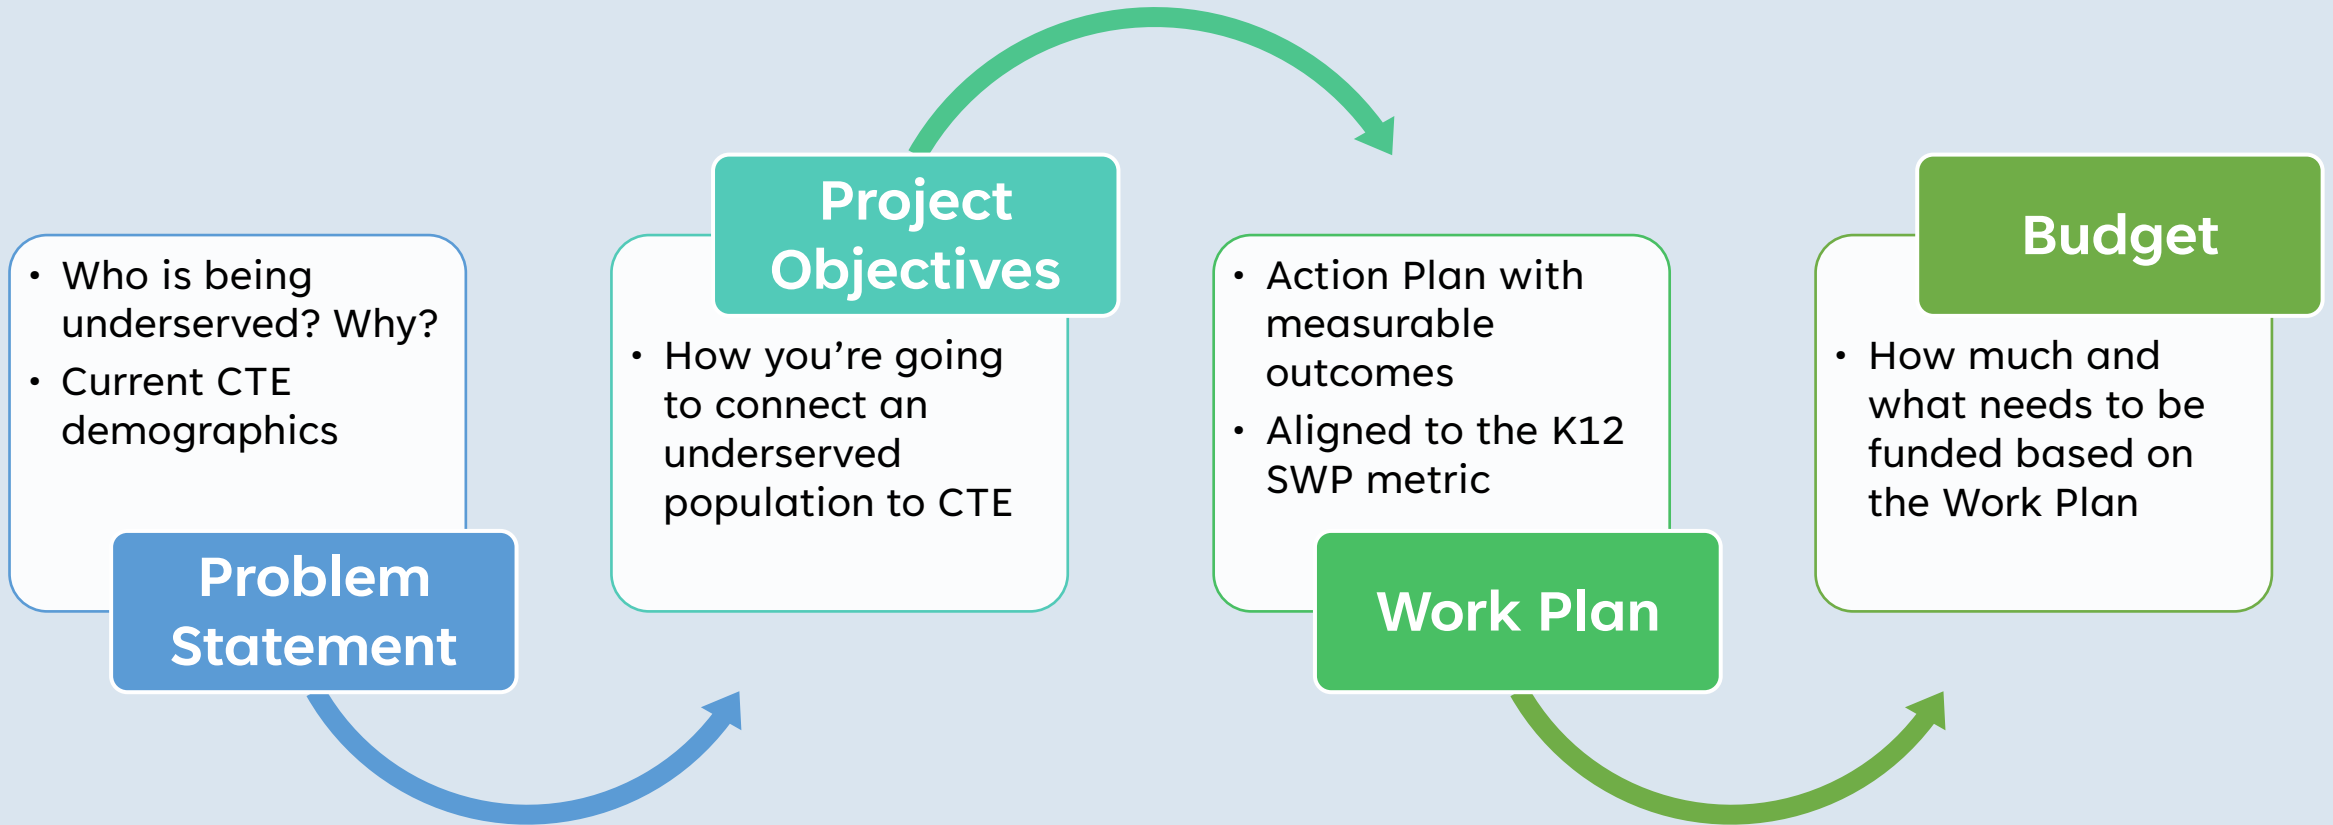 • Who is being
underserved? Why?
• Current CTE
demographics
Problem
Statement
Project
Objectives
• How you’re going
to connect an
underserved
population to CTE
• Action Plan with
measurable
outcomes
• Aligned to the K12
SWP metric
Work Plan
Budget
• How much and
what needs to be
funded based on
the Work Plan